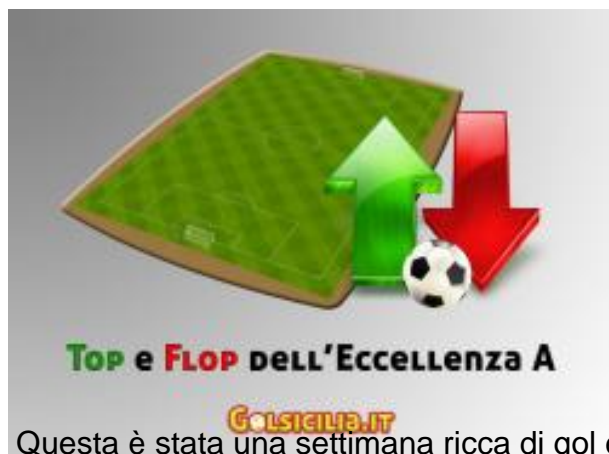 Top e Flop dell'Eccellenza A
Golsicilia.it
Questa è stata una settimana ricca di gol